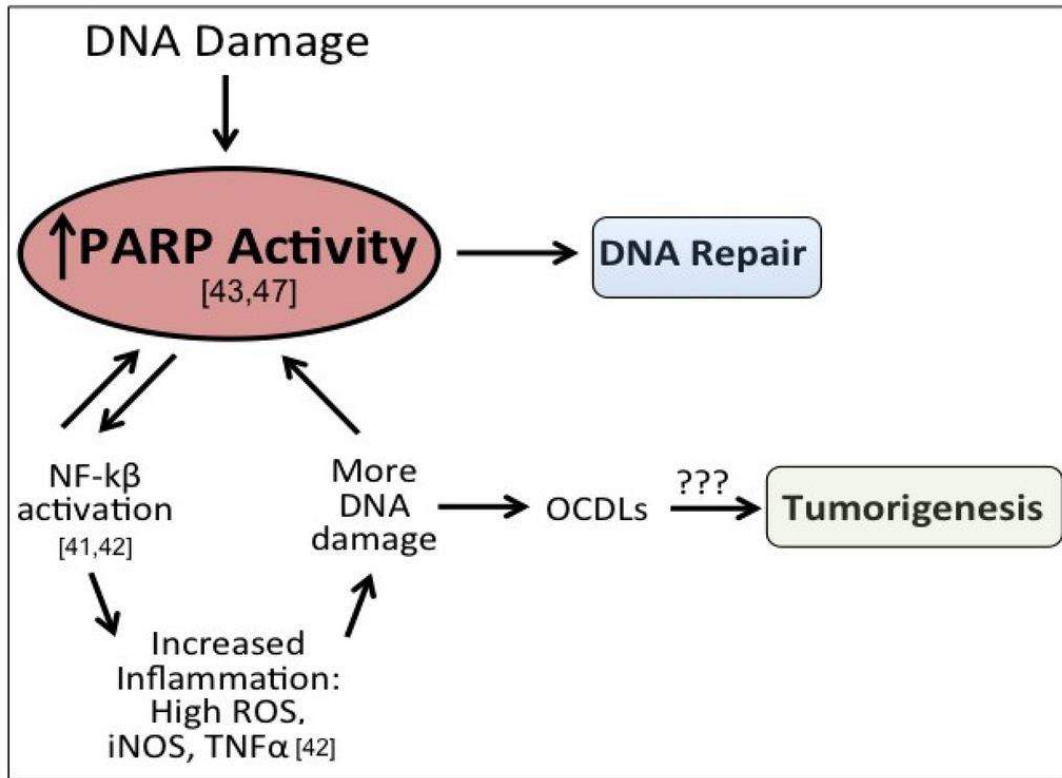 DNA Damage
↑PARP Activity
[43,47]
DNA Repair
NF-kβ
activation
[41,42]
More
DNA
damage
OCDLs
???
Tumorigenesis
Increased
Inflammation:
High ROS,
iNOS, TNFα [42]